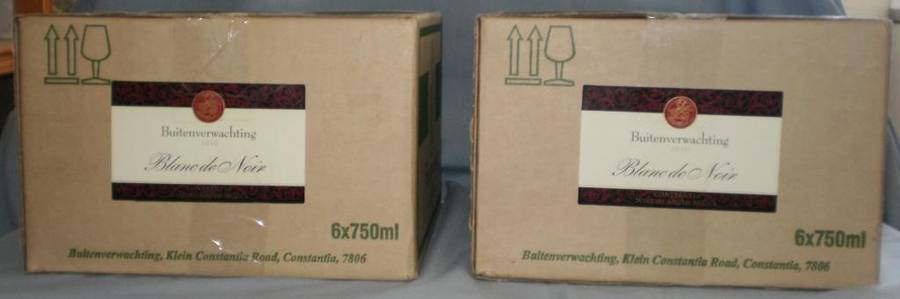 Buitenverwachting
Blanc de Noir
6x750ml
Buitenverwachting, Klein Constantia Road, Constantia, 7806
Buitenverwachting
Blanc de Noir
CONSTANTIA
6x750ml
Buitenverwachting, Klein Constantia Road, Constantia, 7806